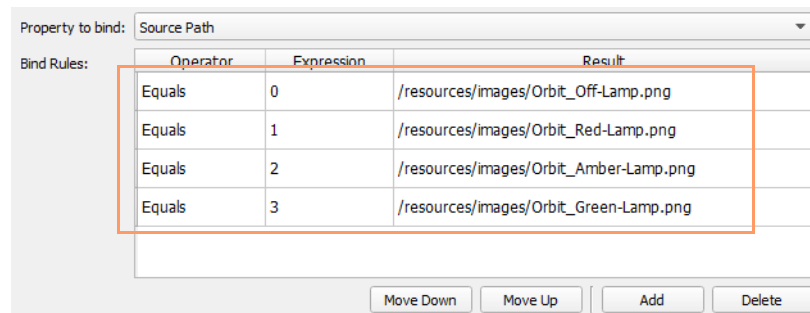 Property to bind: Source Path
Bind Rules: Operator Expression Result
Equals 0 /resources/images/Orbit_Off-Lamp.png
Equals 1 /resources/images/Orbit_Red-Lamp.png
Equals 2 /resources/images/Orbit_Amber-Lamp.png
Equals 3 /resources/images/Orbit_Green-Lamp.png
Move Down Move Up Add Delete